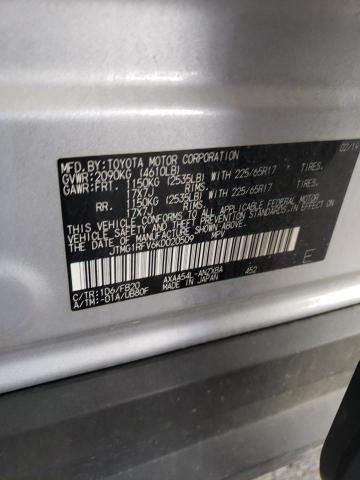 MFD.BY:TOYOTA MOTOR CORPORATION 02/19
GVWR:2090KG (4610LB)
GAWR:FRT. 1150KG (2535LB) WITH 225/65R17 TIRES.
17X7J RIMS.
RR. 1150KG (2535LB) WITH 225/65R17 TIRES.
17X7J RIMS.
THIS VEHICLE CONFORMS TO ALL APPLICABLE
FEDERAL MOTOR VEHICLE SAFETY
STANDARDS IN EFFECT ON THE
DATE OF MANUFACTURE SHOWN ABOVE.
JTMG1RFV6KD020509 MPV E
C/TR:1D6/FB20 AXAA54L-ANZXBA 452
A/TM:-01A/UB80F MADE IN JAPAN